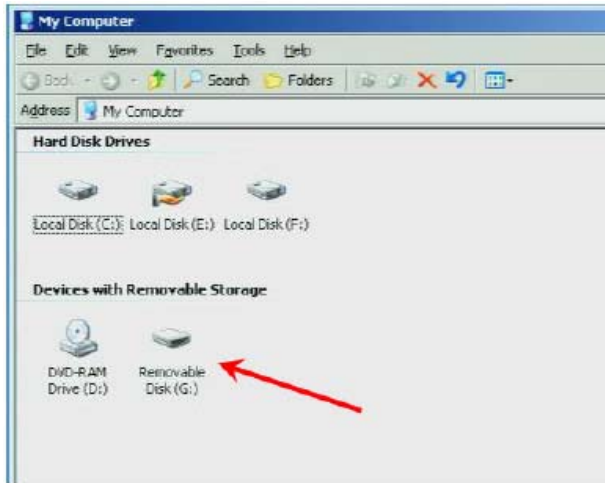 My Computer
File Edit View Favorites Tools Help
Back Search Folders
Address My Computer
Hard Disk Drives
Local Disk (C:) Local Disk (E:) Local Disk (F:)
Devices with Removable Storage
DVD-RAM Removable
Drive (D:) Disk (G:)